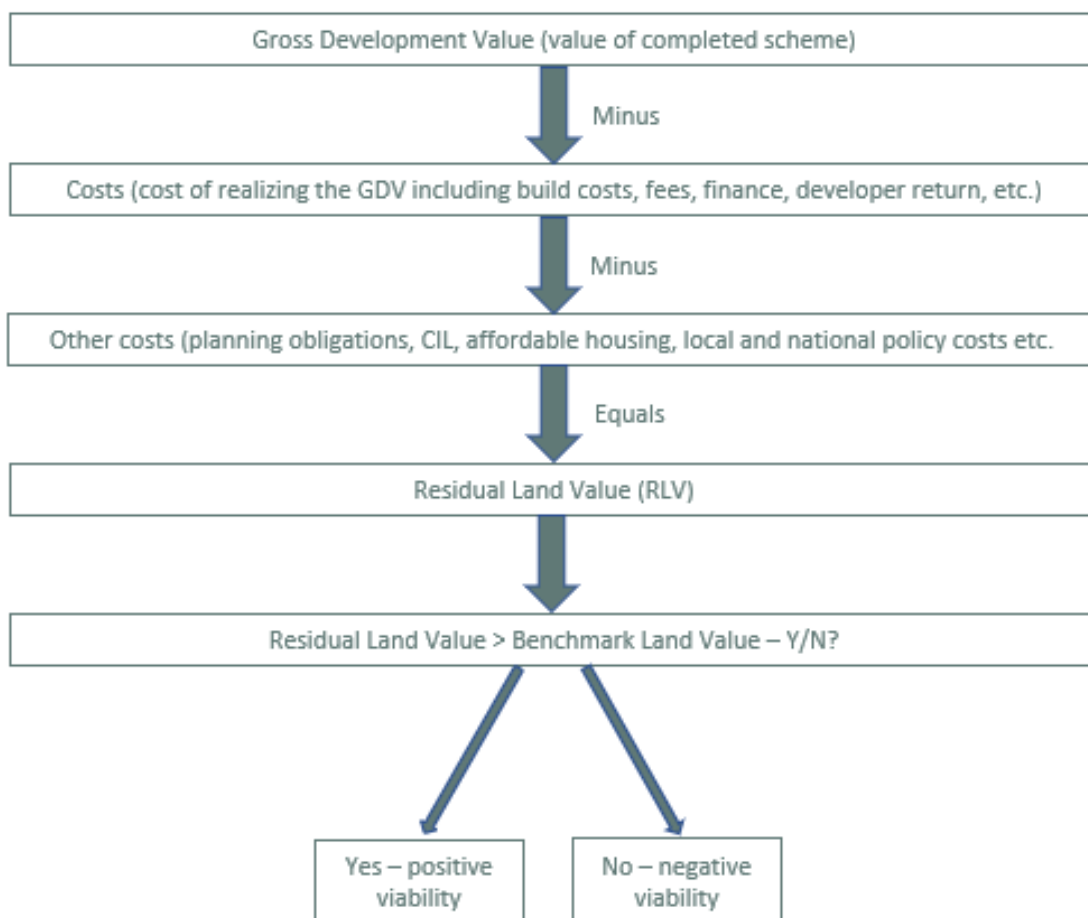 Gross Development Value (value of completed scheme)
Minus
Costs (cost of realizing the GDV including build costs, fees, finance, developer return, etc.)
Minus
Other costs (planning obligations, CIL, affordable housing, local and national policy costs etc.
Equals
Residual Land Value (RLV)
Residual Land Value > Benchmark Land Value – Y/N?
Yes – positive
viability
No – negative
viability